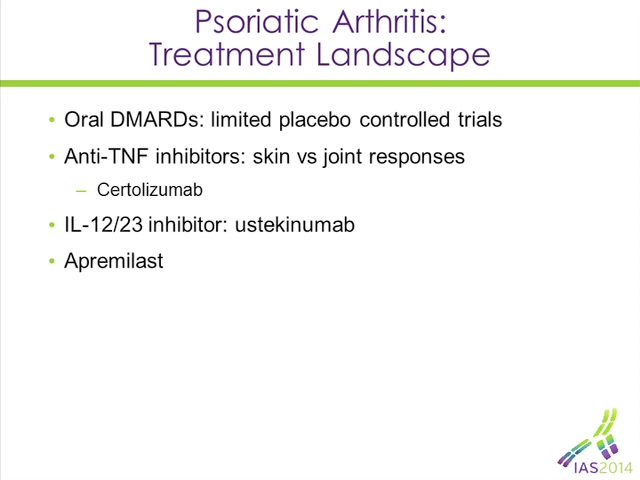 Psoriatic Arthritis:
Treatment Landscape
• Oral DMARDs: limited placebo controlled trials
• Anti-TNF inhibitors: skin vs joint responses
– Certolizumab
• IL-12/23 inhibitor: ustekinumab
• Apremilast
IAS2014